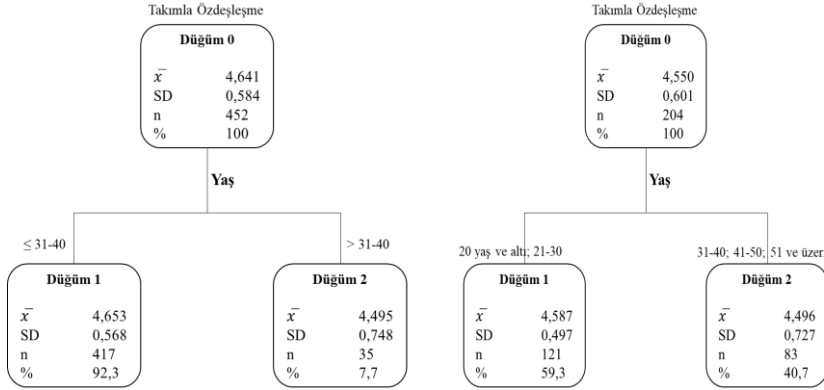 Takımla Özdeşleşme
Düğüm 0
x̄ 4,641
SD 0,584
n 452
% 100
Yaş
≤ 31-40
> 31-40
Düğüm 1
x̄ 4,653
SD 0,568
n 417
% 92,3
Düğüm 2
x̄ 4,495
SD 0,748
n 35
% 7,7
Takımla Özdeşleşme
Düğüm 0
x̄ 4,550
SD 0,601
n 204
% 100
Yaş
20 yaş ve altı; 21-30
31-40; 41-50; 51 ve üzer
Düğüm 1
x̄ 4,587
SD 0,497
n 121
% 59,3
Düğüm 2
x̄ 4,496
SD 0,727
n 83
% 40,7